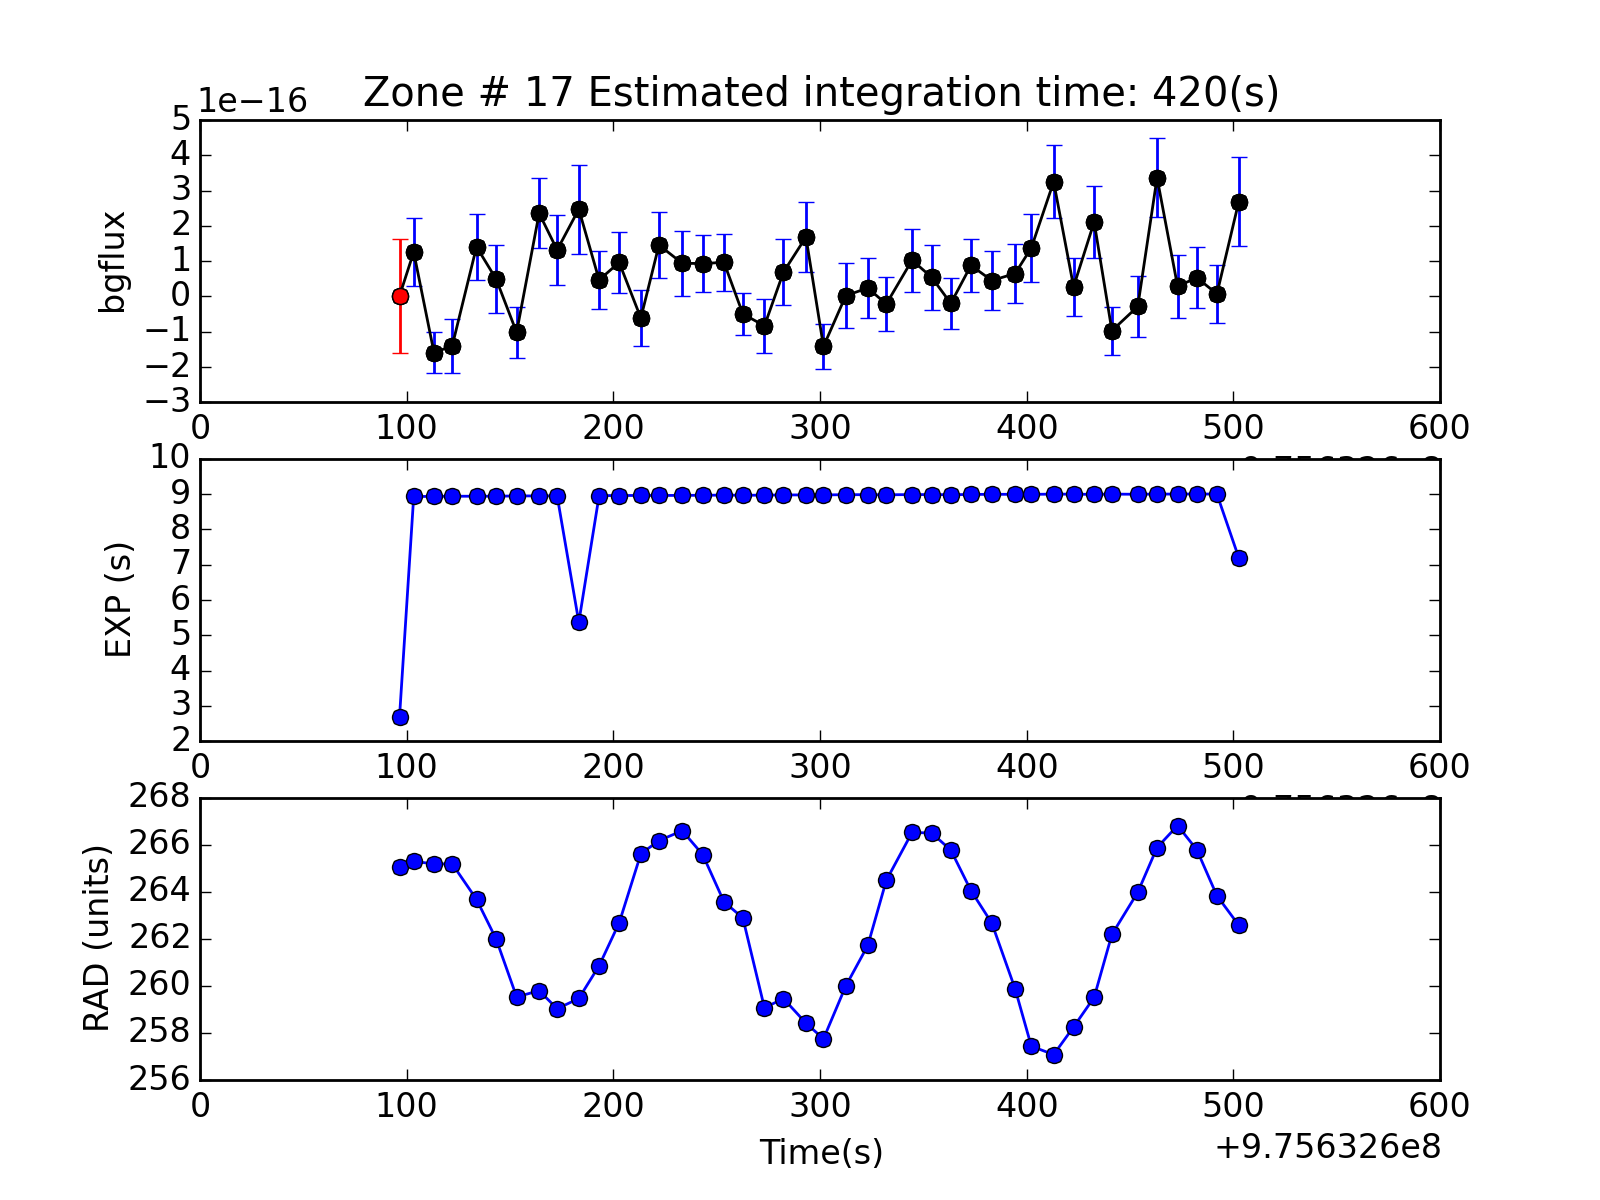 Zone # 17 Estimated integration time: 420(s)
1e−16
5
4
3
2
1
0
−1
−2
−3
bgflux
0 100 200 300 400 500 600
10
9
8
7
6
5
4
3
2
EXP (s)
0 100 200 300 400 500 600
268
266
264
262
260
258
256
RAD (units)
0 100 200 300 400 500 600
Time(s)
+9.756326e8